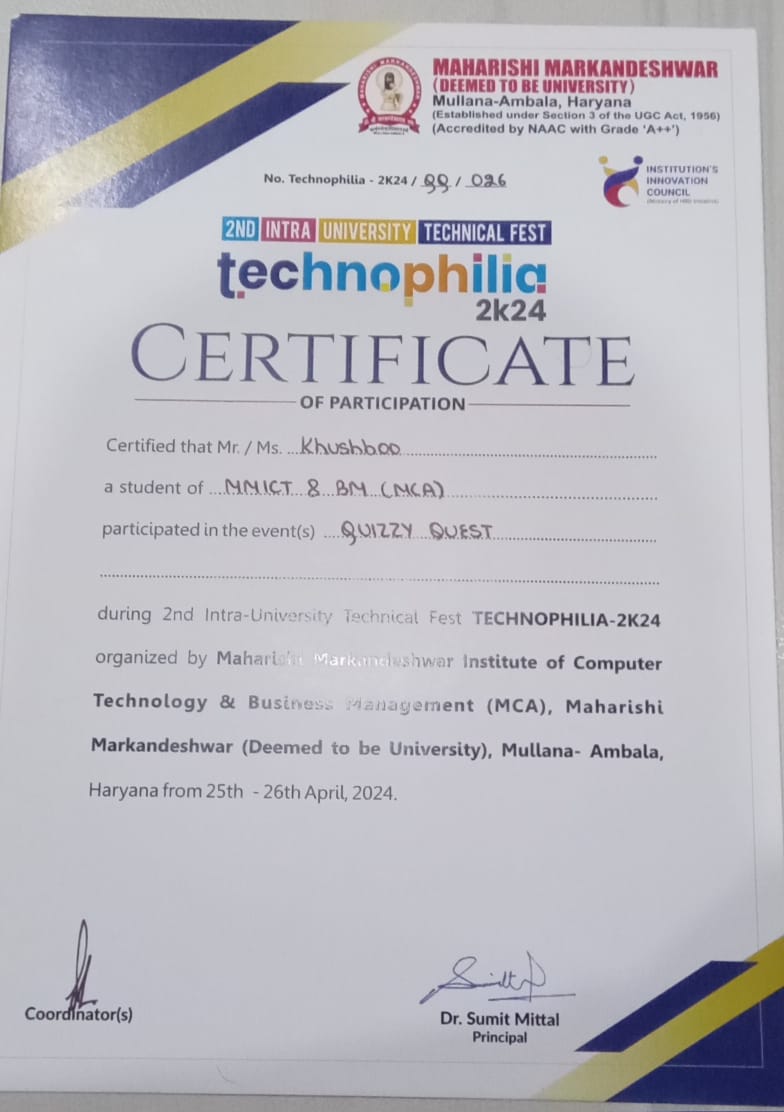 MAHARISHI MARKANDESHWAR
(DEEMED TO BE UNIVERSITY)
Mullana-Ambala, Haryana
(Established under Section 3 of the UGC Act, 1956)
(Accredited by NAAC with Grade 'A++')
No. Technophilia - 2K24 / QQ / 026
INSTITUTION'S
INNOVATION
COUNCIL
(Ministry of HRD Initiative)
2ND INTRA UNIVERSITY TECHNICAL FEST
technophilia
2k24
CERTIFICATE
OF PARTICIPATION
Certified that Mr. / Ms. Khushboo
a student of MMICT & BM (MCA)
participated in the event(s) QUIZZY QUEST
during 2nd Intra-University Technical Fest TECHNOPHILIA-2K24
organized by Maharishi Markandeshwar Institute of Computer
Technology & Business Management (MCA), Maharishi
Markandeshwar (Deemed to be University), Mullana- Ambala,
Haryana from 25th - 26th April, 2024.
Coordinator(s)
Dr. Sumit Mittal
Principal